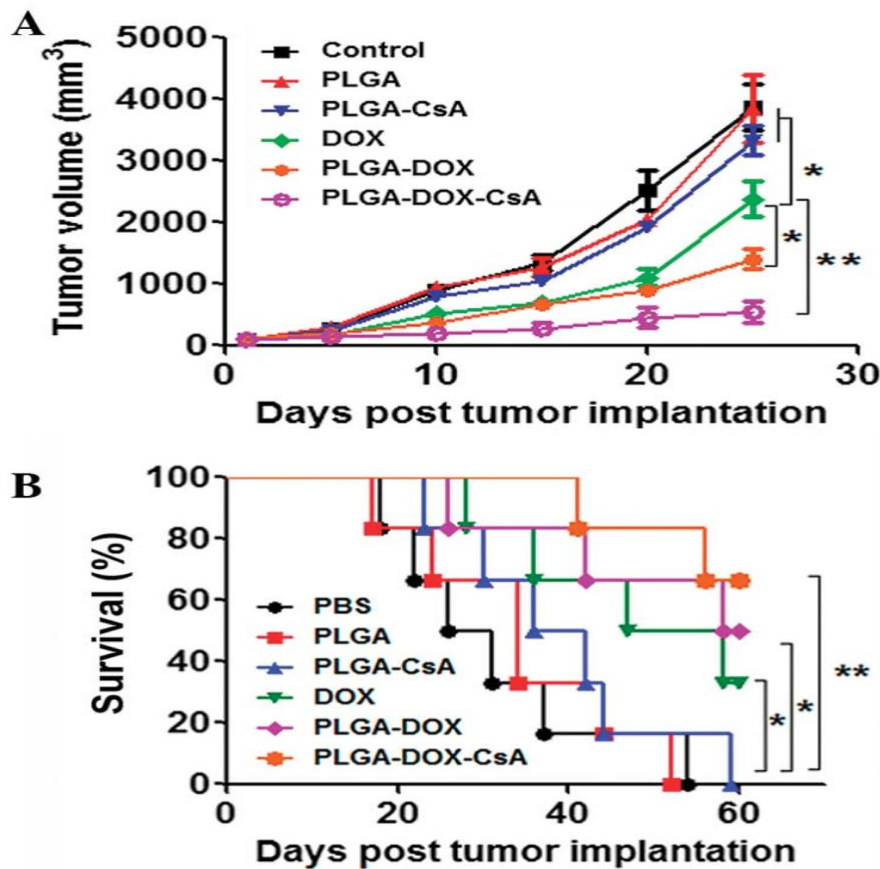 A
5000
4000
3000
2000
1000
0
Tumor volume (mm³)
Control
PLGA
PLGA-CsA
DOX
PLGA-DOX
PLGA-DOX-CsA
*
*
**
0
10
20
30
Days post tumor implantation
B
100
80
60
40
20
0
Survival (%)
PBS
PLGA
PLGA-CsA
DOX
PLGA-DOX
PLGA-DOX-CsA
*
*
**
0
20
40
60
Days post tumor implantation